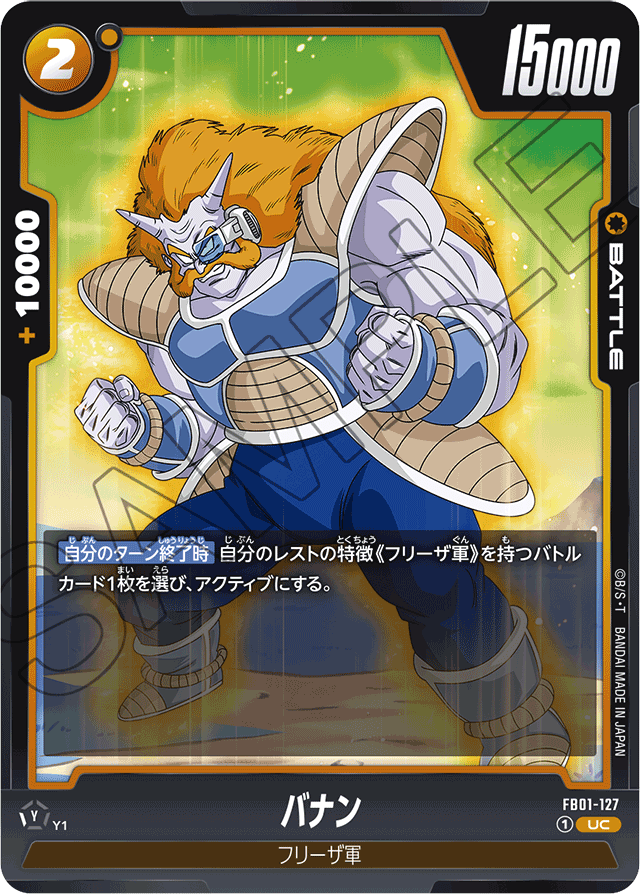 2
15000
+ 10000
BATTLE
SAMPLE
自分のターン終了時 自分のレストの特徴《フリーザ軍》を持つバトル
カード1枚を選び、アクティブにする。
©B/S・T BANDAI MADE IN JAPAN
バナン
FB01-127
Y Y1
1 UC
フリーザ軍